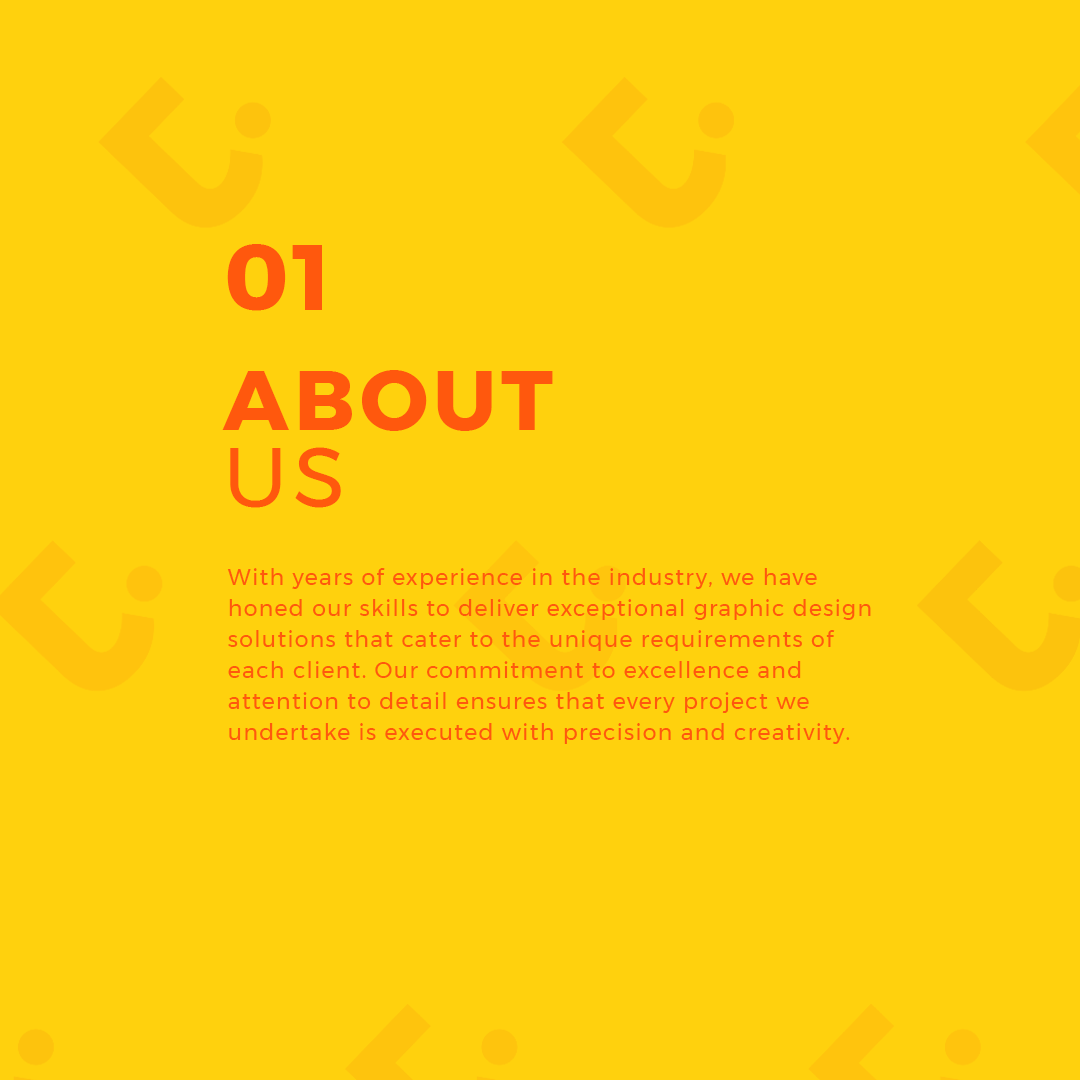 01
ABOUT
US
With years of experience in the industry, we have
honed our skills to deliver exceptional graphic design
solutions that cater to the unique requirements of
each client. Our commitment to excellence and
attention to detail ensures that every project we
undertake is executed with precision and creativity.